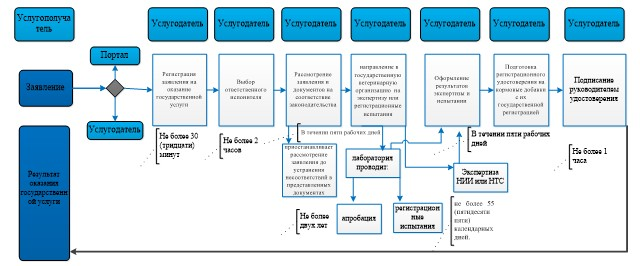 Услугополуча
тель
Услугодатель
Услугодатель
Услугодатель
Услугодатель
Услугодатель
Услугодатель
Услугодатель
Портал
Заявление
Услугодатель
Регистрация
заявления на
оказание
государственной
услуги
Выбор
ответственного
исполнителя
Рассмотрение
заявления и
документов на
соответствие
законодательства
направление в
государственную
ветеринарную
организацию на
экспертизу или
регистрационные
испытания
Оформление
результатов
экспертизы и
испытания
Подготовка
регистрационного
удостоверения на
кормовые добавки
с их
государственной
регистрацией
Подписание
руководителем
удостоверения
Не более 30
(тридцати)
минут
Не более 2
часов
В течении пяти рабочих дней
В течении пяти рабочих
дней
Не более 1
часа
приостанавливает
рассмотрение
заявления до
устранения
несоответствий в
представленных
документах
лаборатория
проводит:
Экспертиза
НИИ или НТС
Результат
оказания
государствен
ной услуги
Не более
двух лет
апробация
регистрацион
ные
испытания
не более 55
(пятидесяти
пяти)
календарных
дней.